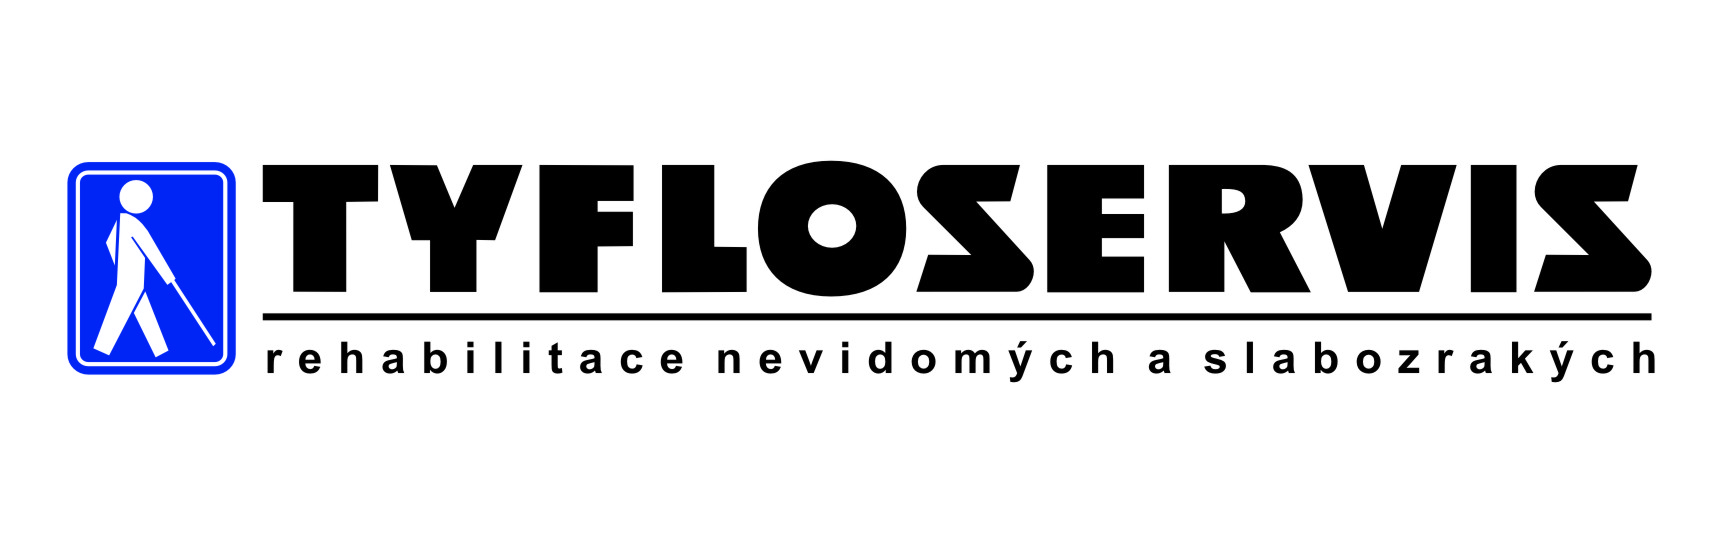 TYFLOSERVIS
rehabilitace nevidomých a slabozrakých